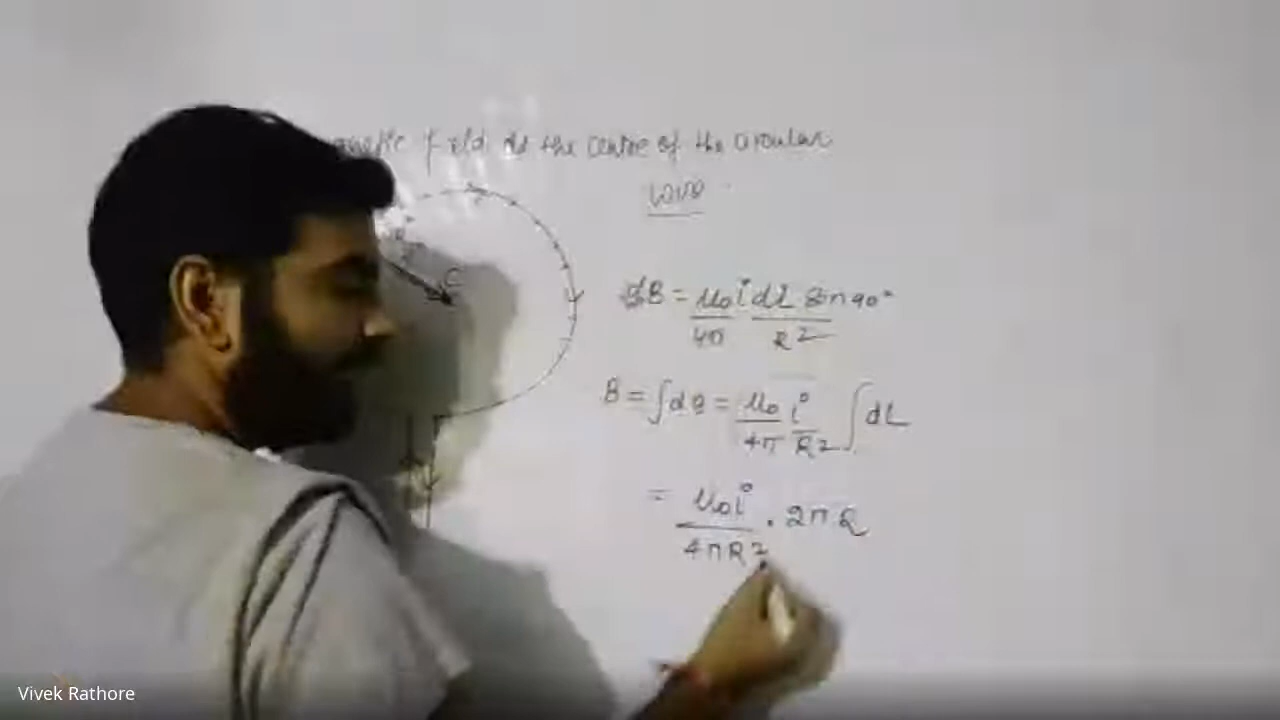 field at the centre of the circular
wire
R
C
dB = μ₀ i dL sin 90°
4π R²
B = ∫dB = μ₀ i ∫dL
4π R²
= μ₀ i . 2πR
4πR²
Vivek Rathore